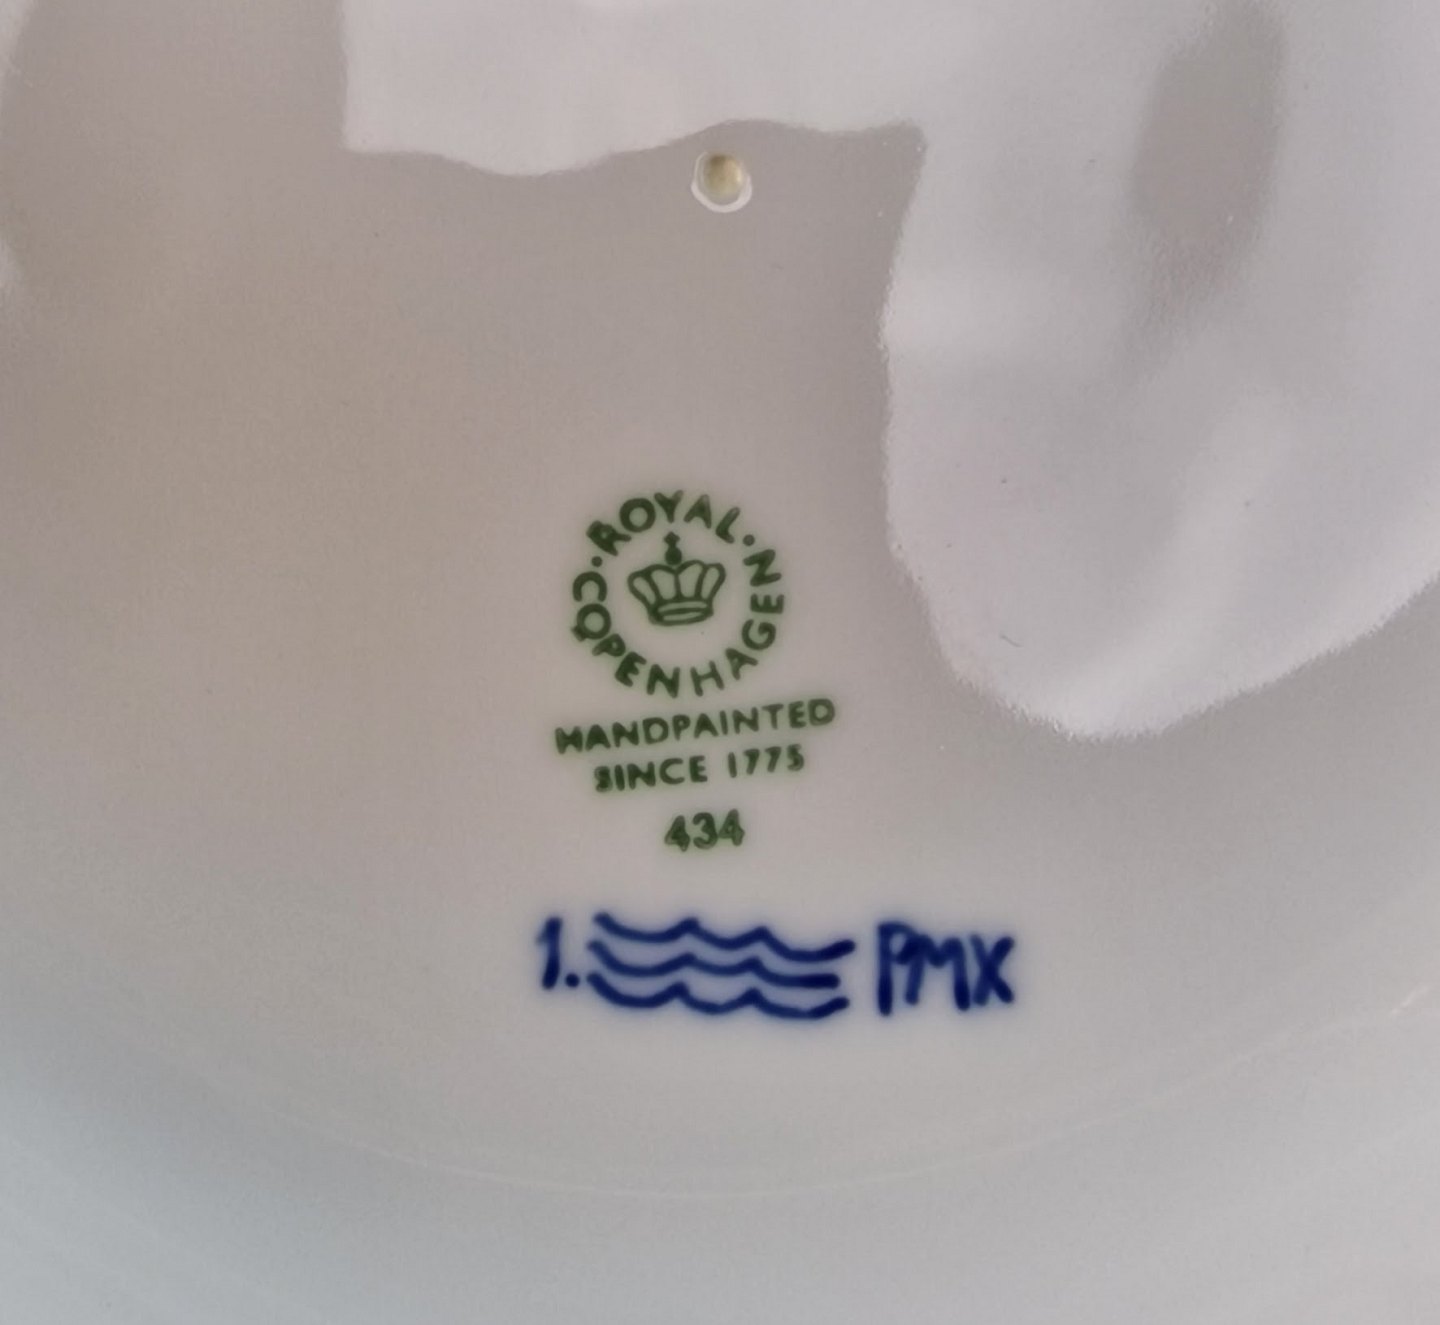 ROYAL·COPENHAGEN·
HANDPAINTED
SINCE 1775
434
1. PMX